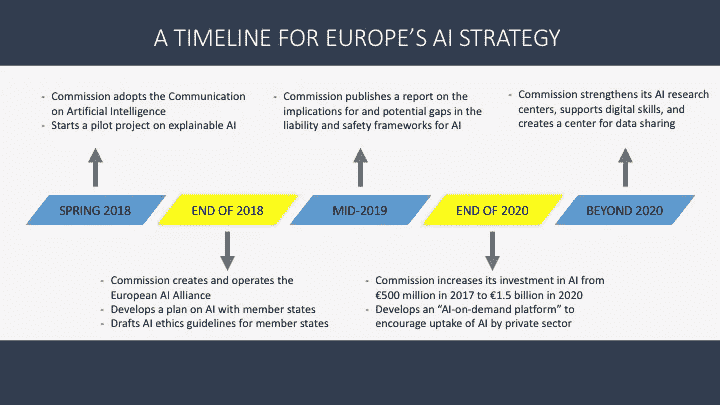 A TIMELINE FOR EUROPE'S AI STRATEGY
- Commission adopts the Communication
on Artificial Intelligence
- Starts a pilot project on explainable AI
- Commission publishes a report on the
implications for and potential gaps in the
liability and safety frameworks for AI
- Commission strengthens its AI research
centers, supports digital skills, and
creates a center for data sharing
SPRING 2018
END OF 2018
MID-2019
END OF 2020
BEYOND 2020
- Commission creates and operates the
European AI Alliance
- Develops a plan on AI with member states
- Drafts AI ethics guidelines for member states
- Commission increases its investment in AI from
€500 million in 2017 to €1.5 billion in 2020
- Develops an “AI-on-demand platform” to
encourage uptake of AI by private sector